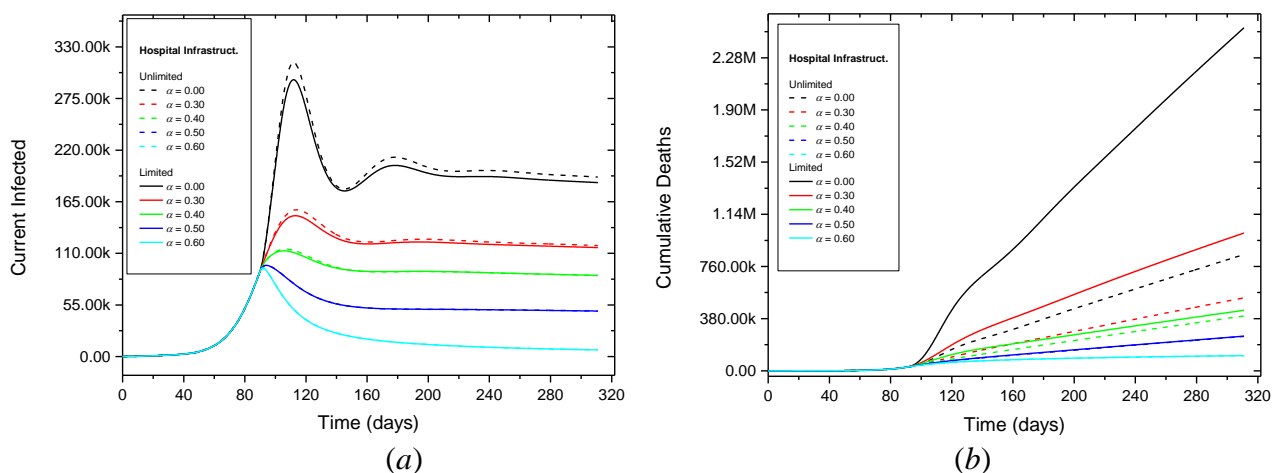 330.00k
275.00k
220.00k
165.00k
110.00k
55.00k
0.00
Current Infected
0 40 80 120 160 200 240 280 320
Time (days)
Hospital Infrastruct.
Unlimited
α = 0.00
α = 0.30
α = 0.40
α = 0.50
α = 0.60
Limited
α = 0.00
α = 0.30
α = 0.40
α = 0.50
α = 0.60
(a)
2.28M
1.90M
1.52M
1.14M
760.00k
380.00k
0.00
Cumulative Deaths
0 40 80 120 160 200 240 280 320
Time (days)
Hospital Infrastruct.
Unlimited
α = 0.00
α = 0.30
α = 0.40
α = 0.50
α = 0.60
Limited
α = 0.00
α = 0.30
α = 0.40
α = 0.50
α = 0.60
(b)